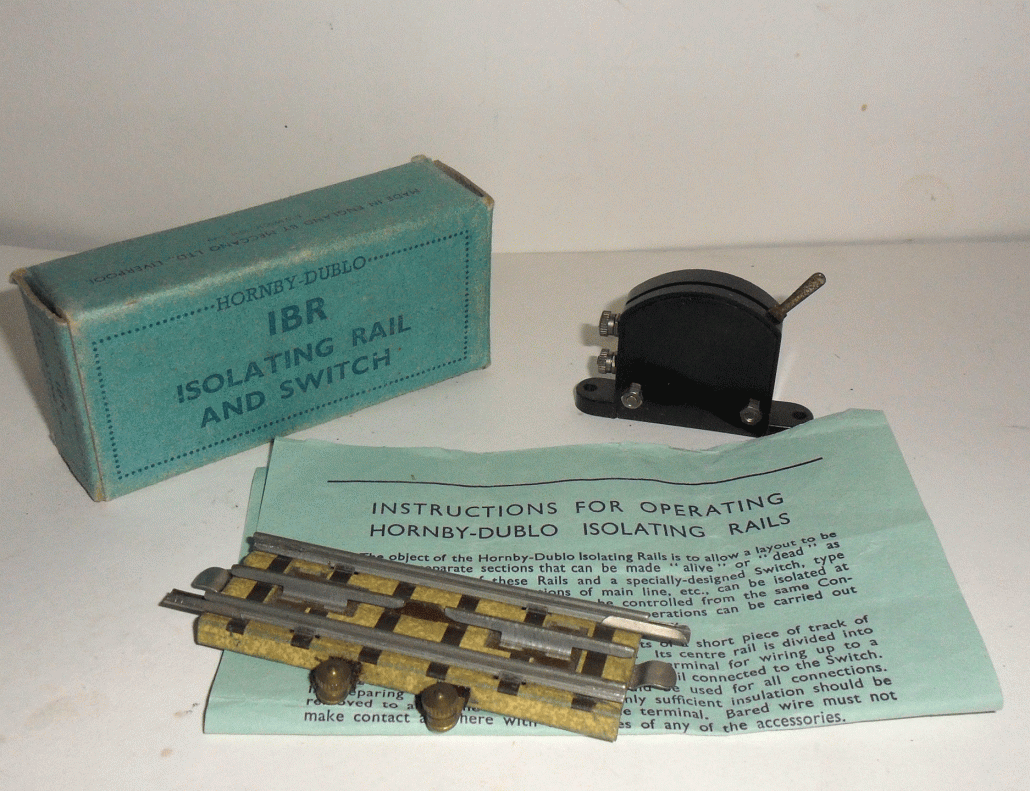 MADE IN ENGLAND BY MECCANO LTD., LIVERPOOL
HORNBY-DUBLO
IBR
ISOLATING RAIL
AND SWITCH
INSTRUCTIONS FOR OPERATING
HORNBY-DUBLO ISOLATING RAILS
The object of the Hornby-Dublo Isolating Rails is to allow a layout to be
separate sections that can be made "alive" or "dead" as
of these Rails and a specially-designed Switch, type
of main line, etc., can be isolated at
be controlled from the same Con-
operations can be carried out
of a short piece of track of
Its centre rail is divided into
terminal for wiring up to a
connected to the Switch.
be used for all connections.
only sufficient insulation should be
removed to a terminal. Bared wire must not
make contact with of any of the accessories.